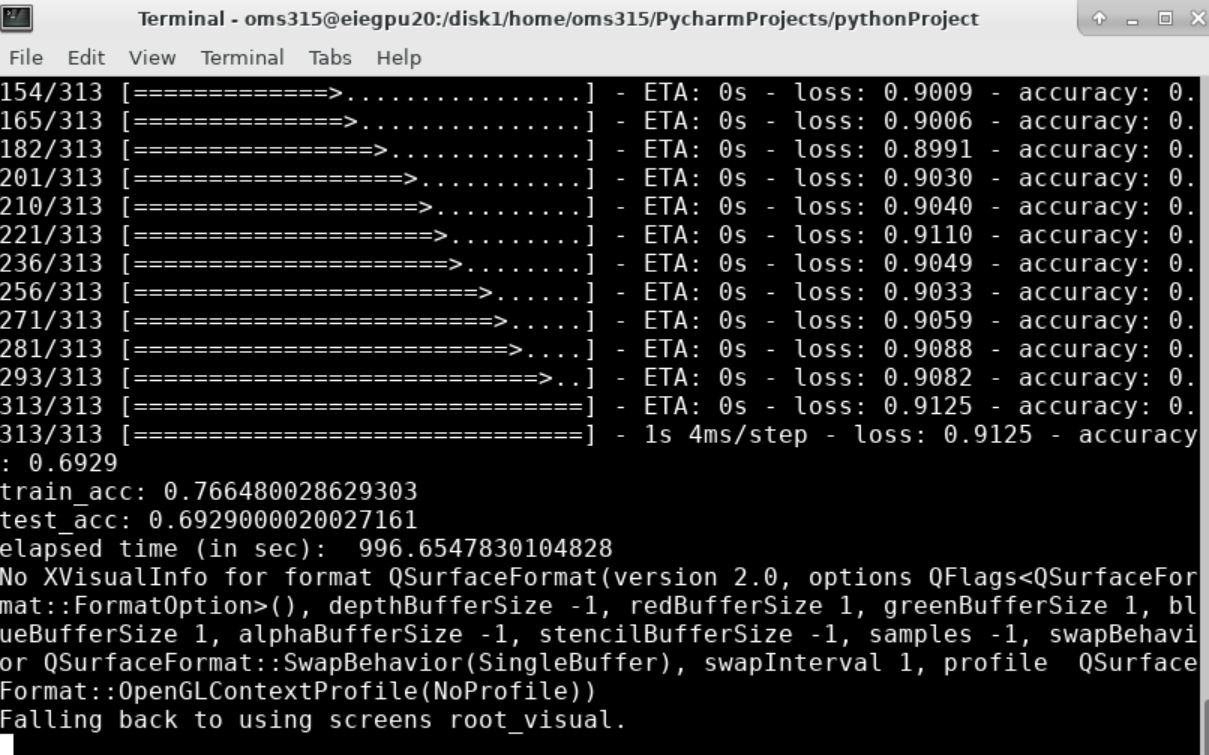 Terminal - oms315@eiegpu20:/disk1/home/oms315/PycharmProjects/pythonProject
File Edit View Terminal Tabs Help
154/313 [=============>................] - ETA: 0s - loss: 0.9009 - accuracy: 0.
165/313 [==============>...............] - ETA: 0s - loss: 0.9006 - accuracy: 0.
182/313 [================>.............] - ETA: 0s - loss: 0.8991 - accuracy: 0.
201/313 [==================>...........] - ETA: 0s - loss: 0.9030 - accuracy: 0.
210/313 [===================>..........] - ETA: 0s - loss: 0.9040 - accuracy: 0.
221/313 [====================>.........] - ETA: 0s - loss: 0.9110 - accuracy: 0.
236/313 [=====================>........] - ETA: 0s - loss: 0.9049 - accuracy: 0.
256/313 [=======================>......] - ETA: 0s - loss: 0.9033 - accuracy: 0.
271/313 [========================>.....] - ETA: 0s - loss: 0.9059 - accuracy: 0.
281/313 [=========================>....] - ETA: 0s - loss: 0.9088 - accuracy: 0.
293/313 [===========================>..] - ETA: 0s - loss: 0.9082 - accuracy: 0.
313/313 [==============================] - ETA: 0s - loss: 0.9125 - accuracy: 0.
313/313 [==============================] - 1s 4ms/step - loss: 0.9125 - accuracy
: 0.6929
train_acc: 0.766480028629303
test_acc: 0.6929000020027161
elapsed time (in sec):  996.6547830104828
No XVisualInfo for format QSurfaceFormat(version 2.0, options QFlags<QSurfaceFor
mat::FormatOption>(), depthBufferSize -1, redBufferSize 1, greenBufferSize 1, bl
ueBufferSize 1, alphaBufferSize -1, stencilBufferSize -1, samples -1, swapBehavi
or QSurfaceFormat::SwapBehavior(SingleBuffer), swapInterval 1, profile  QSurface
Format::OpenGLContextProfile(NoProfile))
Falling back to using screens root_visual.